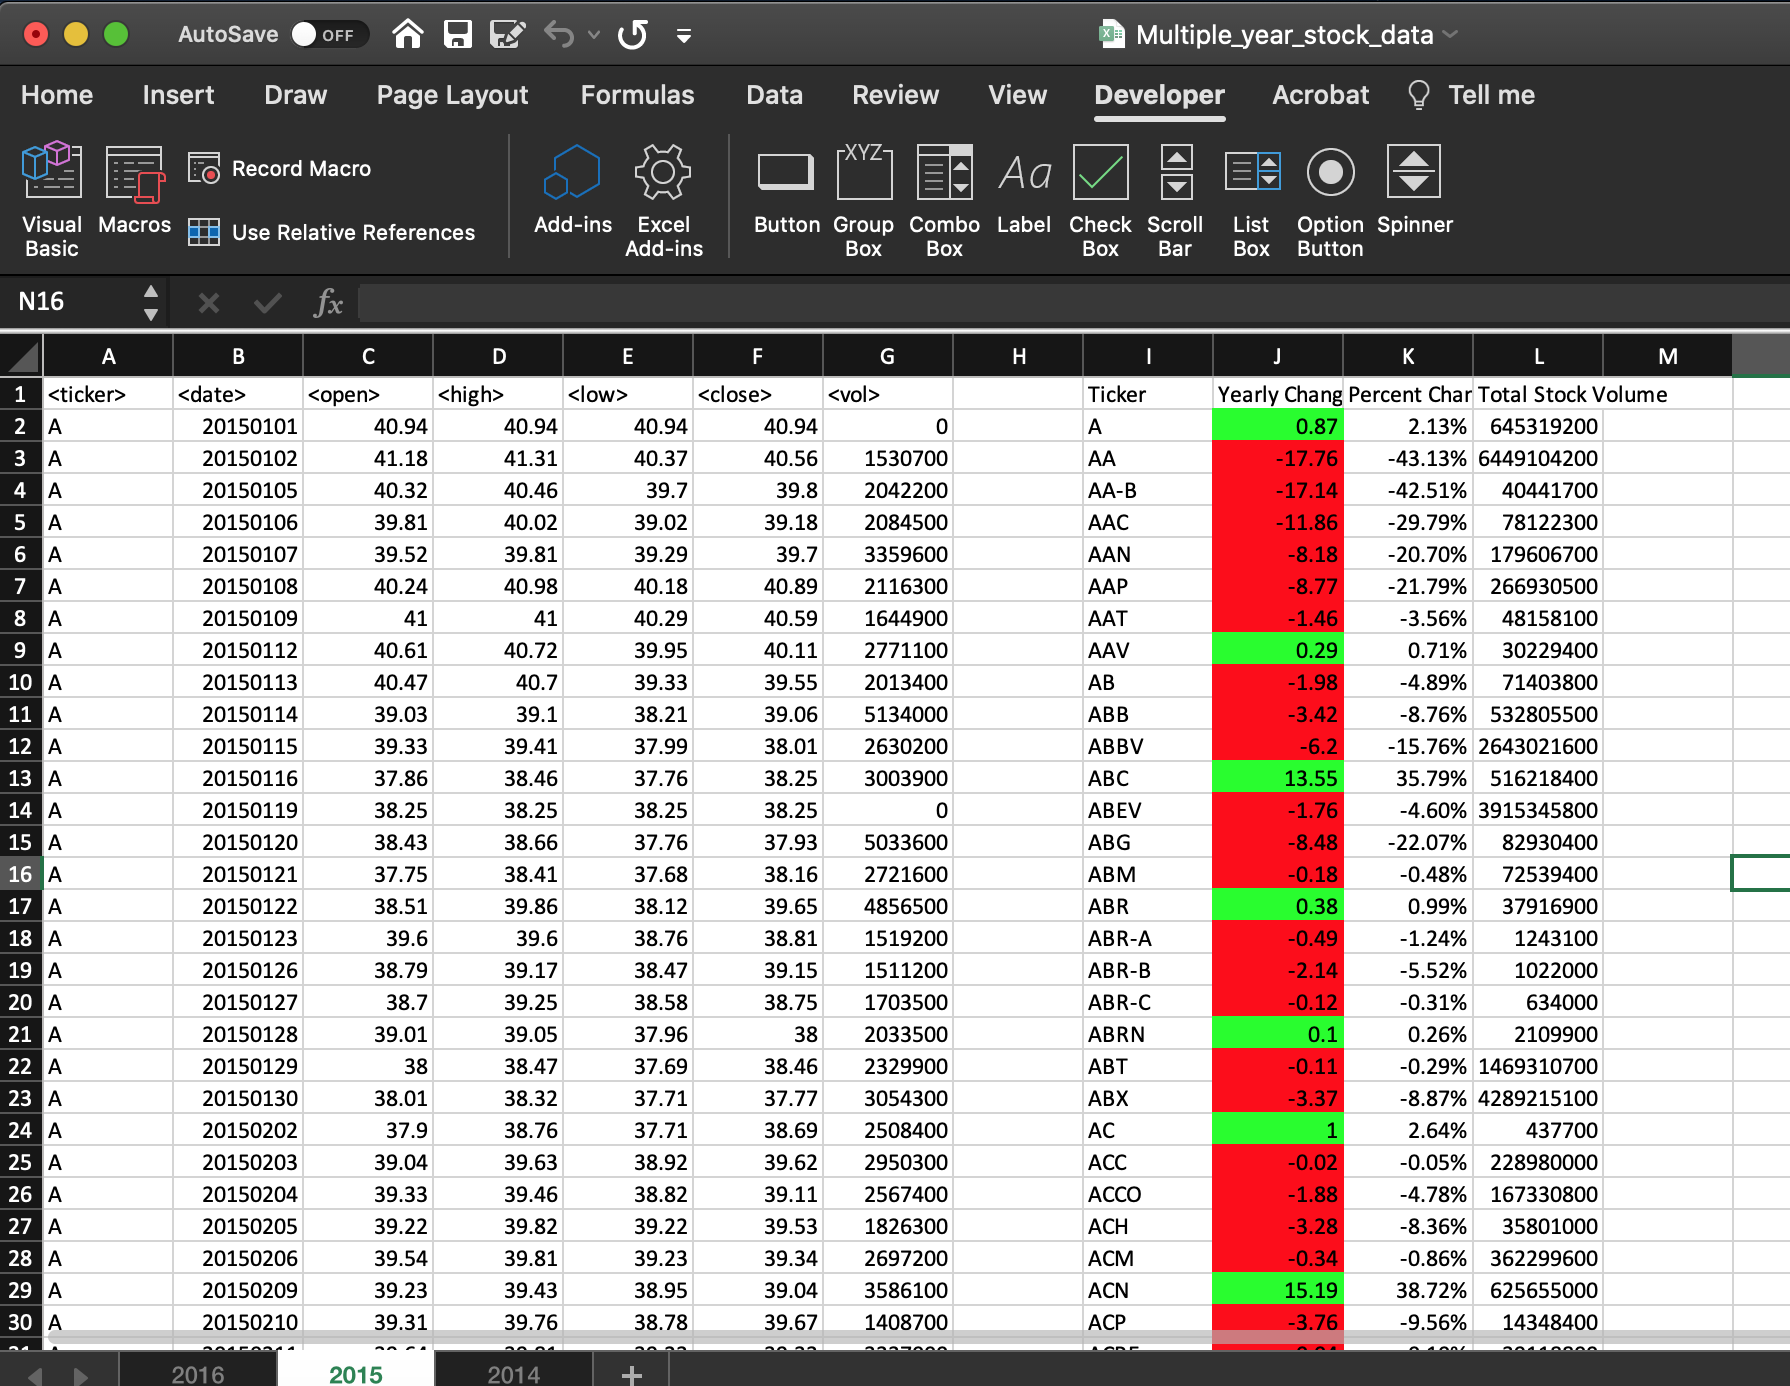 AutoSave OFF Multiple_year_stock_data
Home Insert Draw Page Layout Formulas Data Review View Developer Acrobat Tell me
Visual Basic Macros Record Macro Use Relative References Add-ins Excel Add-ins Button Group Box Combo Box Label Check Box Scroll Bar List Box Option Button Spinner
XYZ Aa
N16 fx
A B C D E F G H I J K L M
1 <ticker> <date> <open> <high> <low> <close> <vol> Ticker Yearly Chang Percent Char Total Stock Volume
2 A 20150101 40.94 40.94 40.94 40.94 0 A 0.87 2.13% 645319200
3 A 20150102 41.18 41.31 40.37 40.56 1530700 AA -17.76 -43.13% 6449104200
4 A 20150105 40.32 40.46 39.7 39.8 2042200 AA-B -17.14 -42.51% 40441700
5 A 20150106 39.81 40.02 39.02 39.18 2084500 AAC -11.86 -29.79% 78122300
6 A 20150107 39.52 39.81 39.29 39.7 3359600 AAN -8.18 -20.70% 179606700
7 A 20150108 40.24 40.98 40.18 40.89 2116300 AAP -8.77 -21.79% 266930500
8 A 20150109 41 41 40.29 40.59 1644900 AAT -1.46 -3.56% 48158100
9 A 20150112 40.61 40.72 39.95 40.11 2771100 AAV 0.29 0.71% 30229400
10 A 20150113 40.47 40.7 39.33 39.55 2013400 AB -1.98 -4.89% 71403800
11 A 20150114 39.03 39.1 38.21 39.06 5134000 ABB -3.42 -8.76% 532805500
12 A 20150115 39.33 39.41 37.99 38.01 2630200 ABBV -6.2 -15.76% 2643021600
13 A 20150116 37.86 38.46 37.76 38.25 3003900 ABC 13.55 35.79% 516218400
14 A 20150119 38.25 38.25 38.25 38.25 0 ABEV -1.76 -4.60% 3915345800
15 A 20150120 38.43 38.66 37.76 37.93 5033600 ABG -8.48 -22.07% 82930400
16 A 20150121 37.75 38.41 37.68 38.16 2721600 ABM -0.18 -0.48% 72539400
17 A 20150122 38.51 39.86 38.12 39.65 4856500 ABR 0.38 0.99% 37916900
18 A 20150123 39.6 39.6 38.76 38.81 1519200 ABR-A -0.49 -1.24% 1243100
19 A 20150126 38.79 39.17 38.47 39.15 1511200 ABR-B -2.14 -5.52% 1022000
20 A 20150127 38.7 39.25 38.58 38.75 1703500 ABR-C -0.12 -0.31% 634000
21 A 20150128 39.01 39.05 37.96 38 2033500 ABRN 0.1 0.26% 2109900
22 A 20150129 38 38.47 37.69 38.46 2329900 ABT -0.11 -0.29% 1469310700
23 A 20150130 38.01 38.32 37.71 37.77 3054300 ABX -3.37 -8.87% 4289215100
24 A 20150202 37.9 38.76 37.71 38.69 2508400 AC 1 2.64% 437700
25 A 20150203 39.04 39.63 38.92 39.62 2950300 ACC -0.02 -0.05% 228980000
26 A 20150204 39.33 39.46 38.82 39.11 2567400 ACCO -1.88 -4.78% 167330800
27 A 20150205 39.22 39.82 39.22 39.53 1826300 ACH -3.28 -8.36% 35801000
28 A 20150206 39.54 39.81 39.23 39.34 2697200 ACM -0.34 -0.86% 362299600
29 A 20150209 39.23 39.43 38.95 39.04 3586100 ACN 15.19 38.72% 625655000
30 A 20150210 39.31 39.76 38.78 39.67 1408700 ACP -3.76 -9.56% 14348400
2016 2015 2014 +